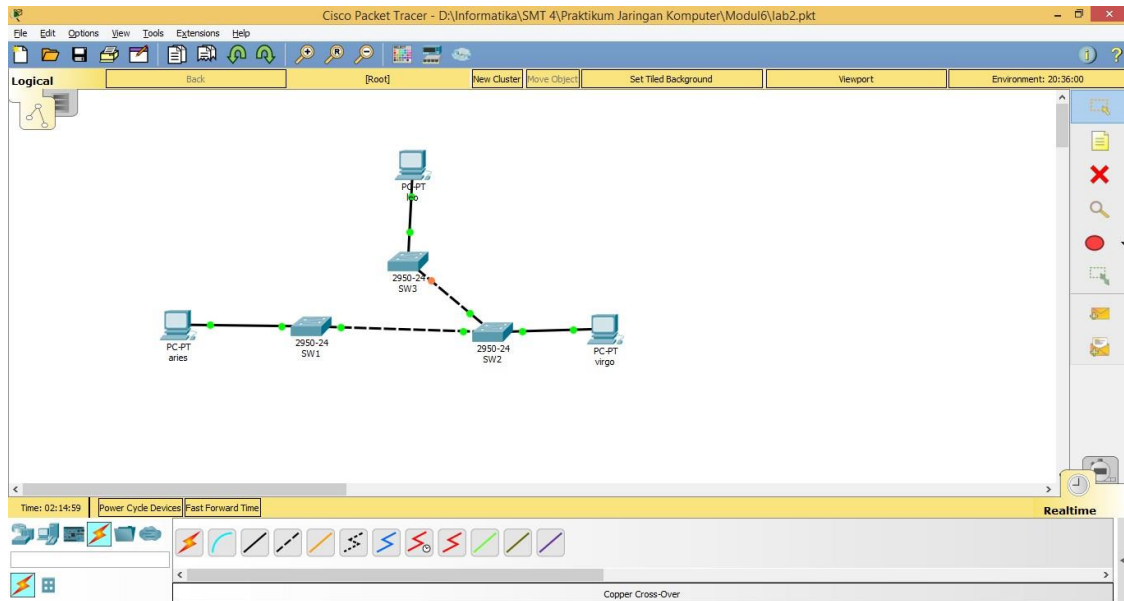 Cisco Packet Tracer - D:\Informatika\SMT 4\Praktikum Jaringan Komputer\Modul6\lab2.pkt
File Edit Options View Tools Extensions Help
Logical Back [Root] New Cluster Move Object Set Tiled Background Viewport Environment: 20:36:00
PC-PT
leo
2950-24
SW3
PC-PT
aries
2950-24
SW1
2950-24
SW2
PC-PT
virgo
Time: 02:14:59 Power Cycle Devices Fast Forward Time Realtime
Copper Cross-Over